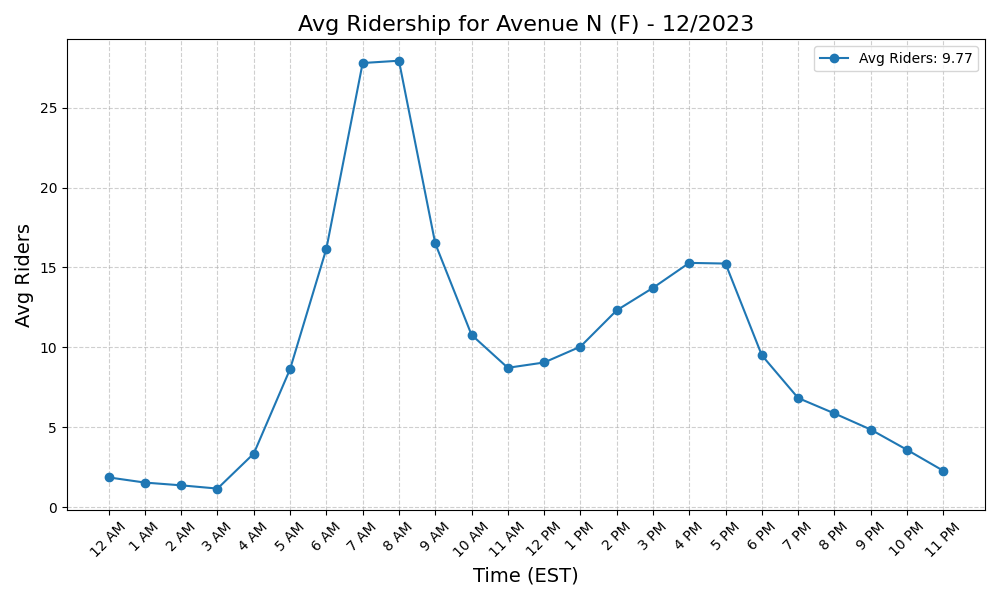 Avg Ridership for Avenue N (F) - 12/2023
Avg Riders: 9.77
Avg Riders
25
20
15
10
5
0
12 AM
1 AM
2 AM
3 AM
4 AM
5 AM
6 AM
7 AM
8 AM
9 AM
10 AM
11 AM
12 PM
1 PM
2 PM
3 PM
4 PM
5 PM
6 PM
7 PM
8 PM
9 PM
10 PM
11 PM
Time (EST)